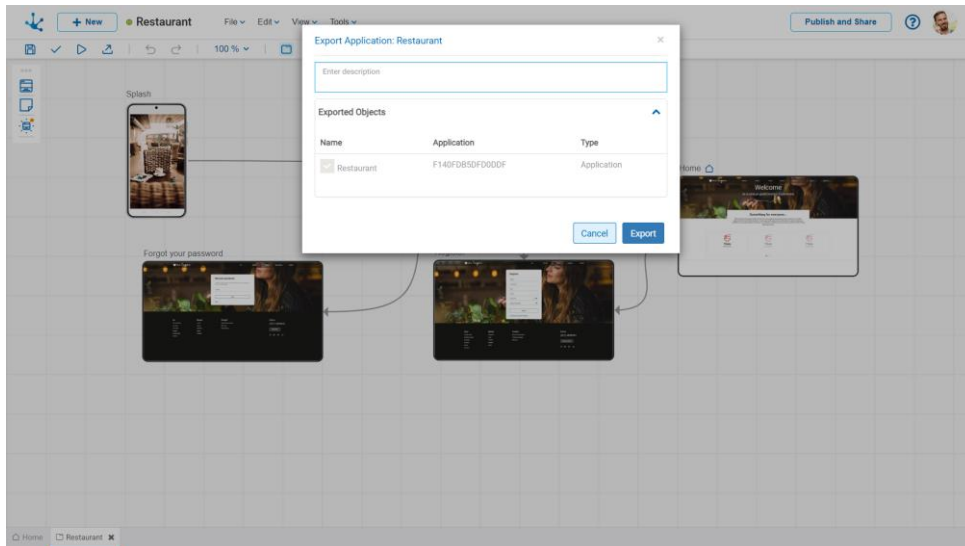 + New
Restaurant
File
Edit
View
Tools
Publish and Share
?
100 %
Export Application: Restaurant
Enter description
Exported Objects
Name Application Type
Restaurant F140FDB5DFD0DDF Application
Cancel Export
Splash
Home
Welcome
Forgot your password
Home
Restaurant